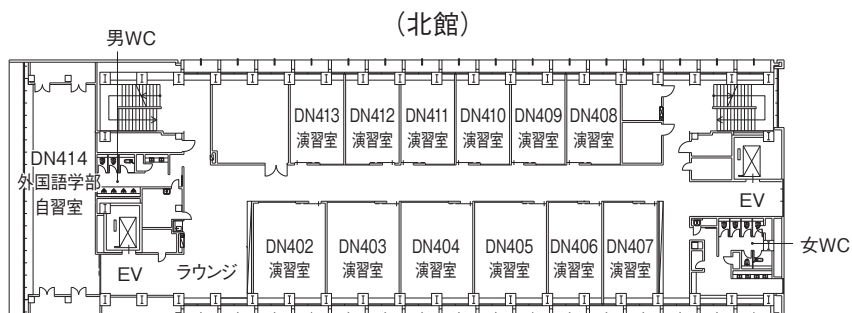 (北館)
男WC
DN413
演習室
DN412
演習室
DN411
演習室
DN410
演習室
DN409
演習室
DN408
演習室
DN414
外国語学部
自習室
EV
DN402
演習室
DN403
演習室
DN404
演習室
DN405
演習室
DN406
演習室
DN407
演習室
女WC
EV
ラウンジ